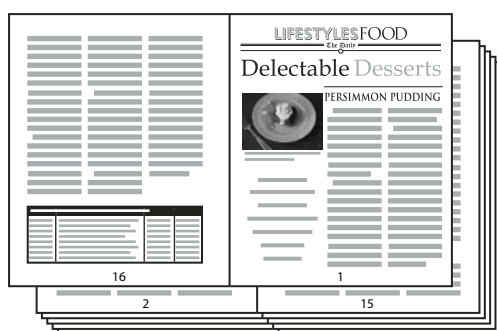 LIFESTYLESFOOD
The Daily
Delectable Desserts
PERSIMMON PUDDING
16
1
2
15